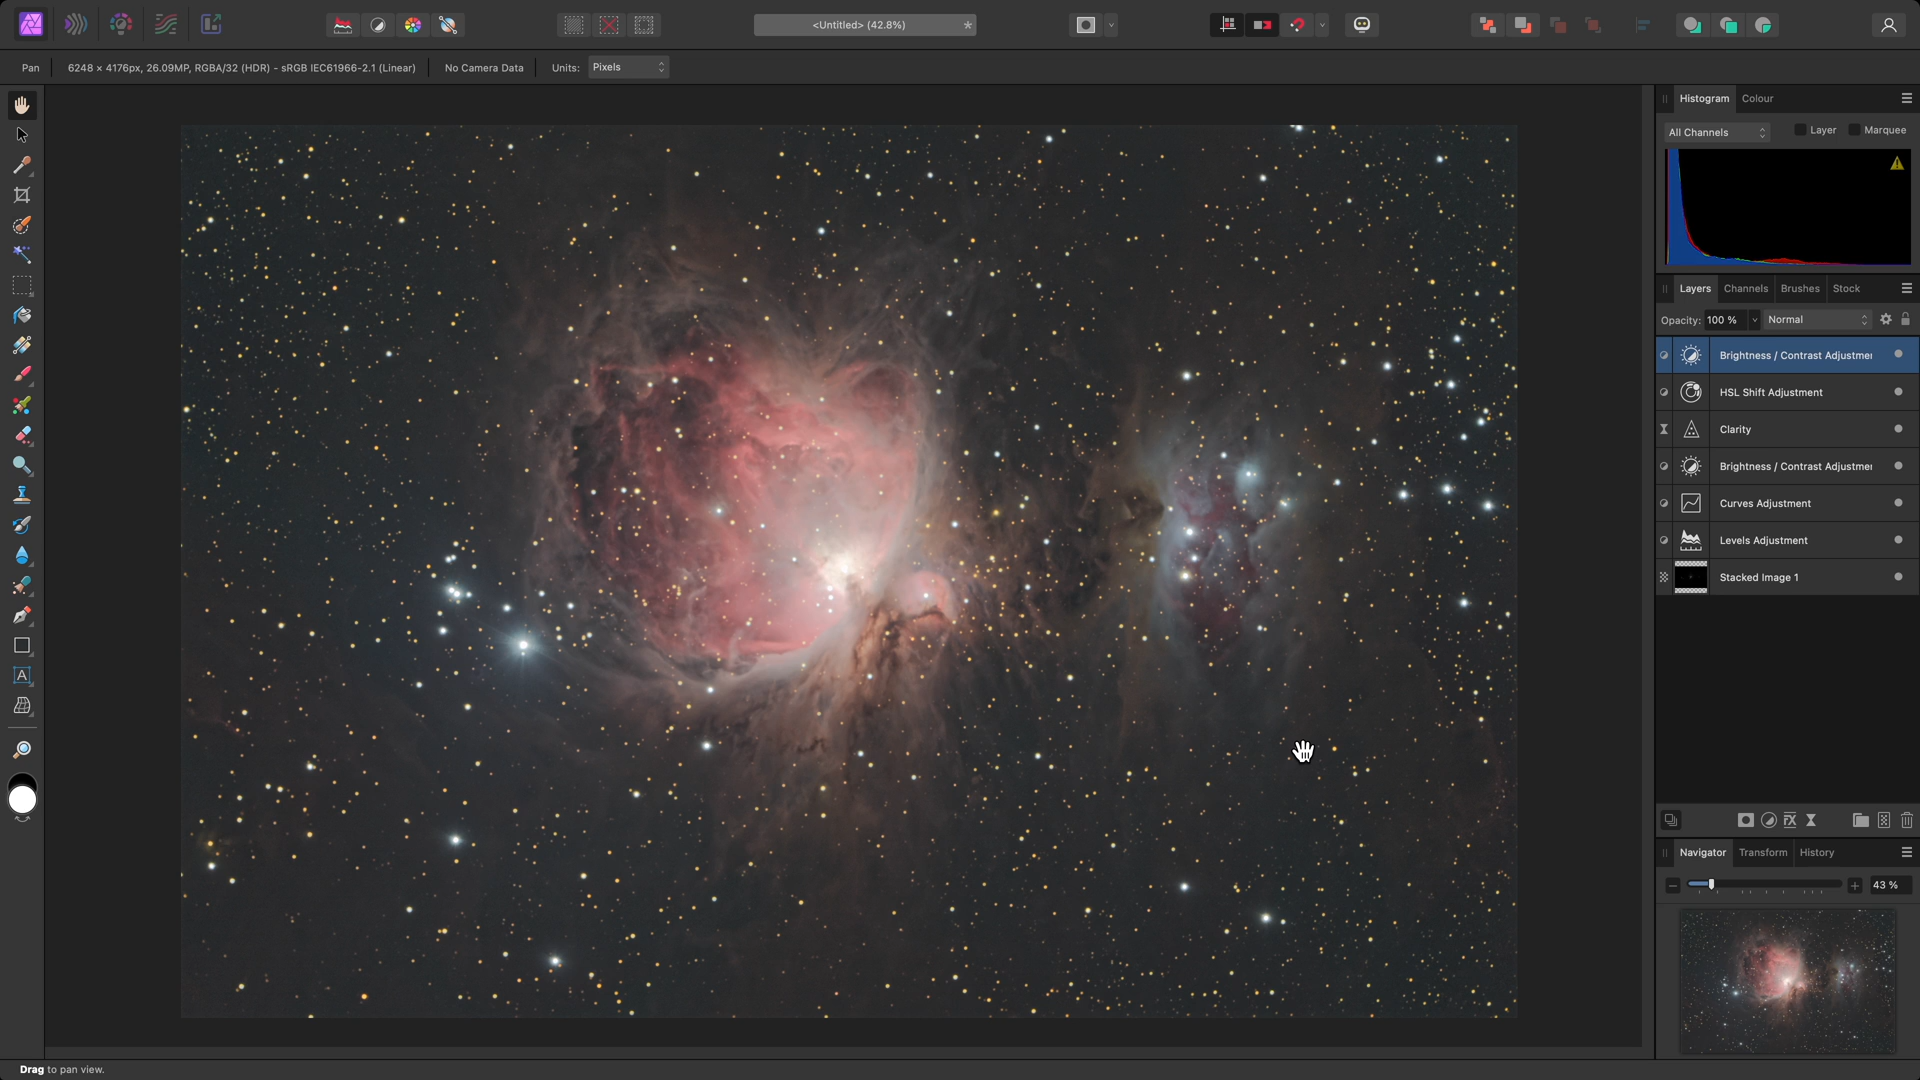 <Untitled> (42.8%)
Pan
6248 × 4176px, 26.09MP, RGBA/32 (HDR) - sRGB IEC61966-2.1 (Linear)
No Camera Data
Units:
Pixels
Histogram
Colour
All Channels
Layer
Marquee
Layers
Channels
Brushes
Stock
Opacity:
100 %
Normal
Brightness / Contrast Adjustmer
HSL Shift Adjustment
Clarity
Brightness / Contrast Adjustmer
Curves Adjustment
Levels Adjustment
Stacked Image 1
FX
A
Navigator
Transform
History
43 %
Drag to pan view.